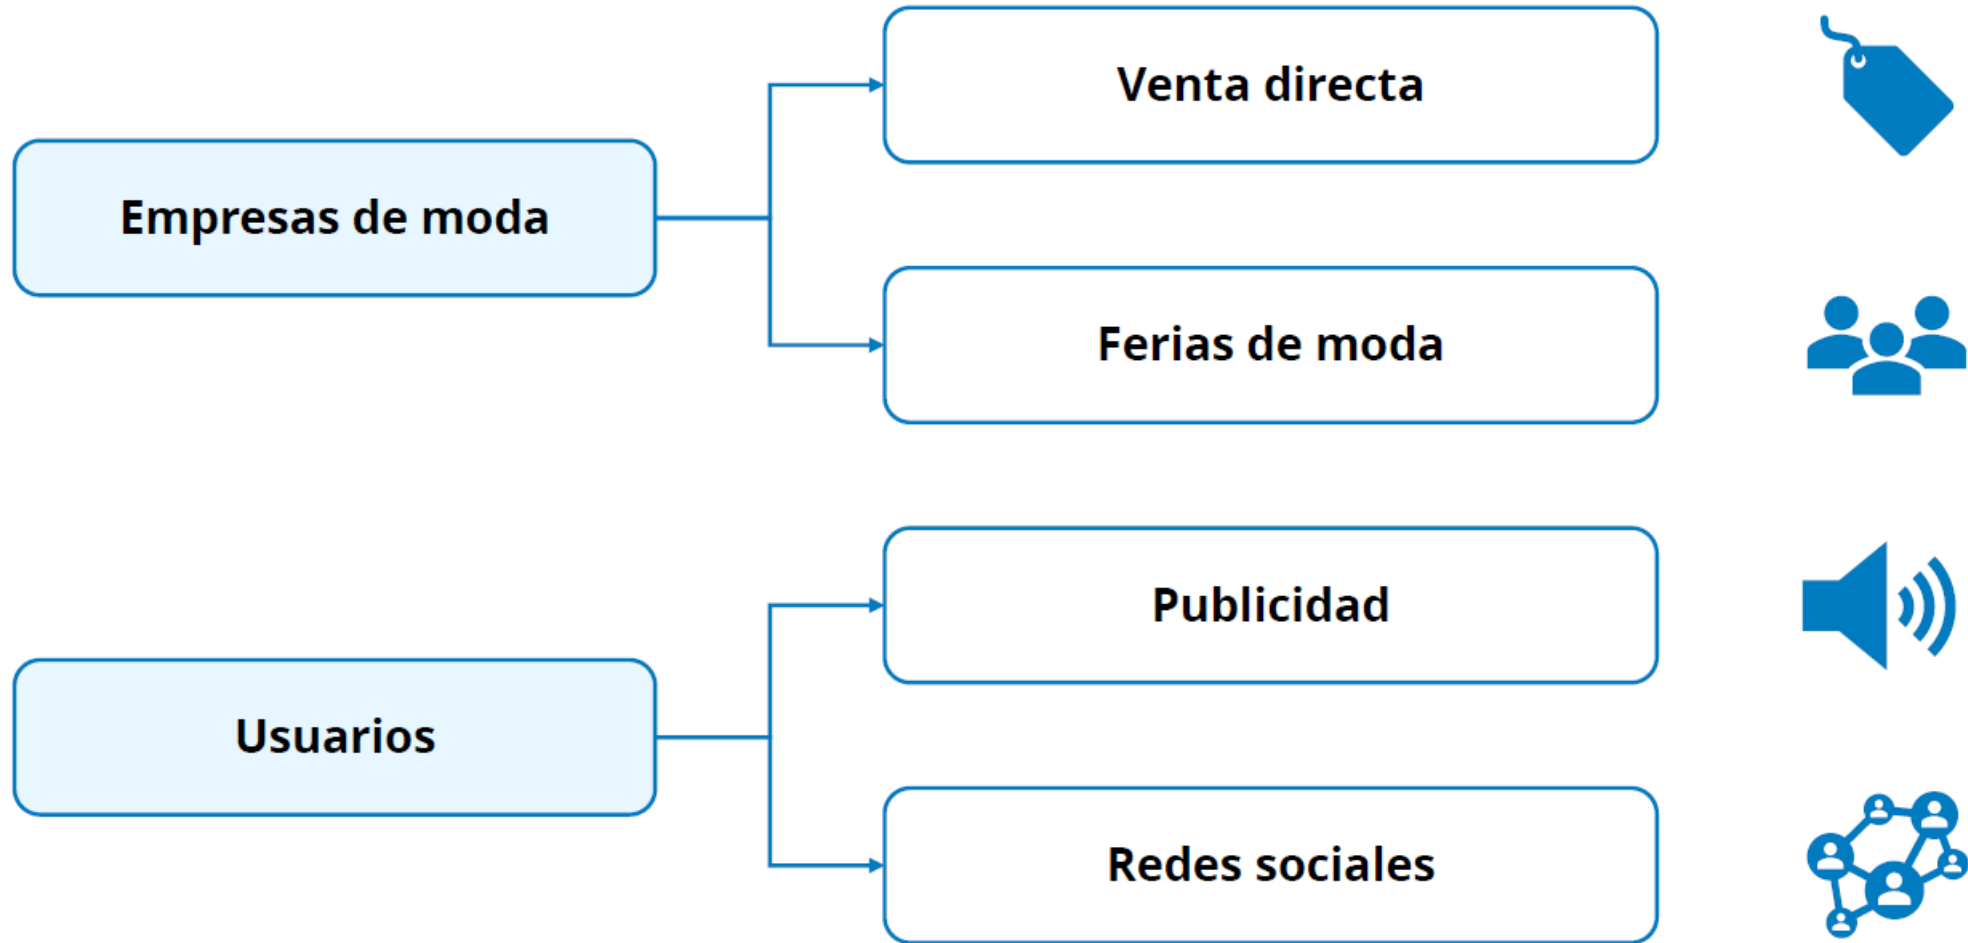 Venta directa
Empresas de moda
Ferias de moda
Publicidad
Usuarios
Redes sociales